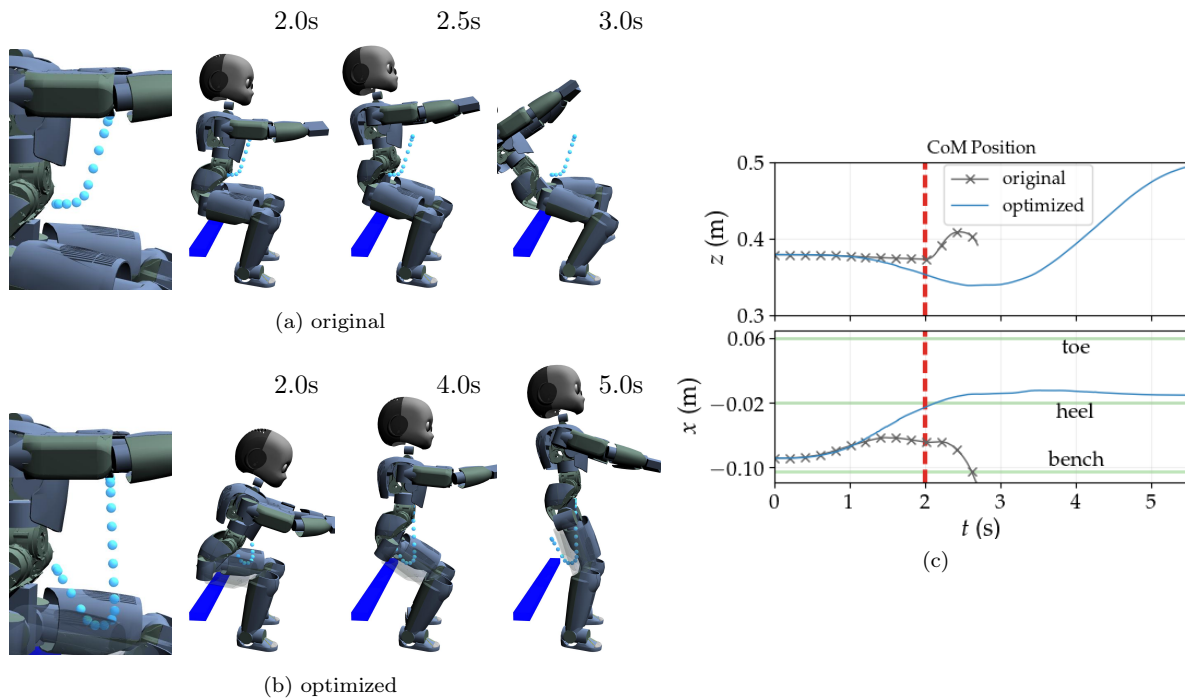 2.0s
2.5s
3.0s
(a) original
2.0s
4.0s
5.0s
(b) optimized
CoM Position
0.5
0.4
0.3
z (m)
original
optimized
0.06
−0.02
−0.10
x (m)
toe
heel
bench
0 1 2 3 4 5
t (s)
(c)